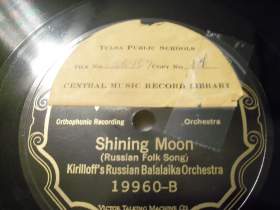 TULSA PUBLIC SCHOOLS
FILE NO. COPY NO. 14
CENTRAL MUSIC RECORD LIBRARY
Orthophonic Recording Orchestra
Shining Moon
(Russian Folk Song)
Kirilloff's Russian Balalaika Orchestra
19960-B
VICTOR TALKING MACHINE CO.